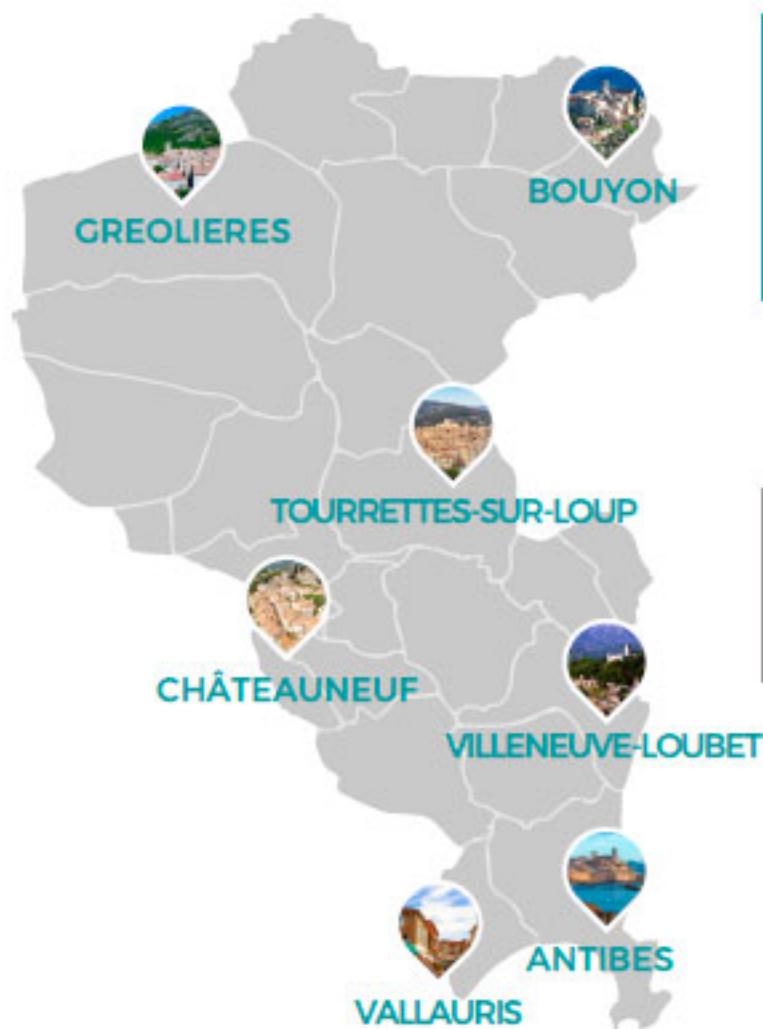 BOUYON
GREOLIERES
TOURRETTES-SUR-LOUP
CHÂTEAUNEUF
VILLENEUVE-LOUBET
ANTIBES
VALLAURIS